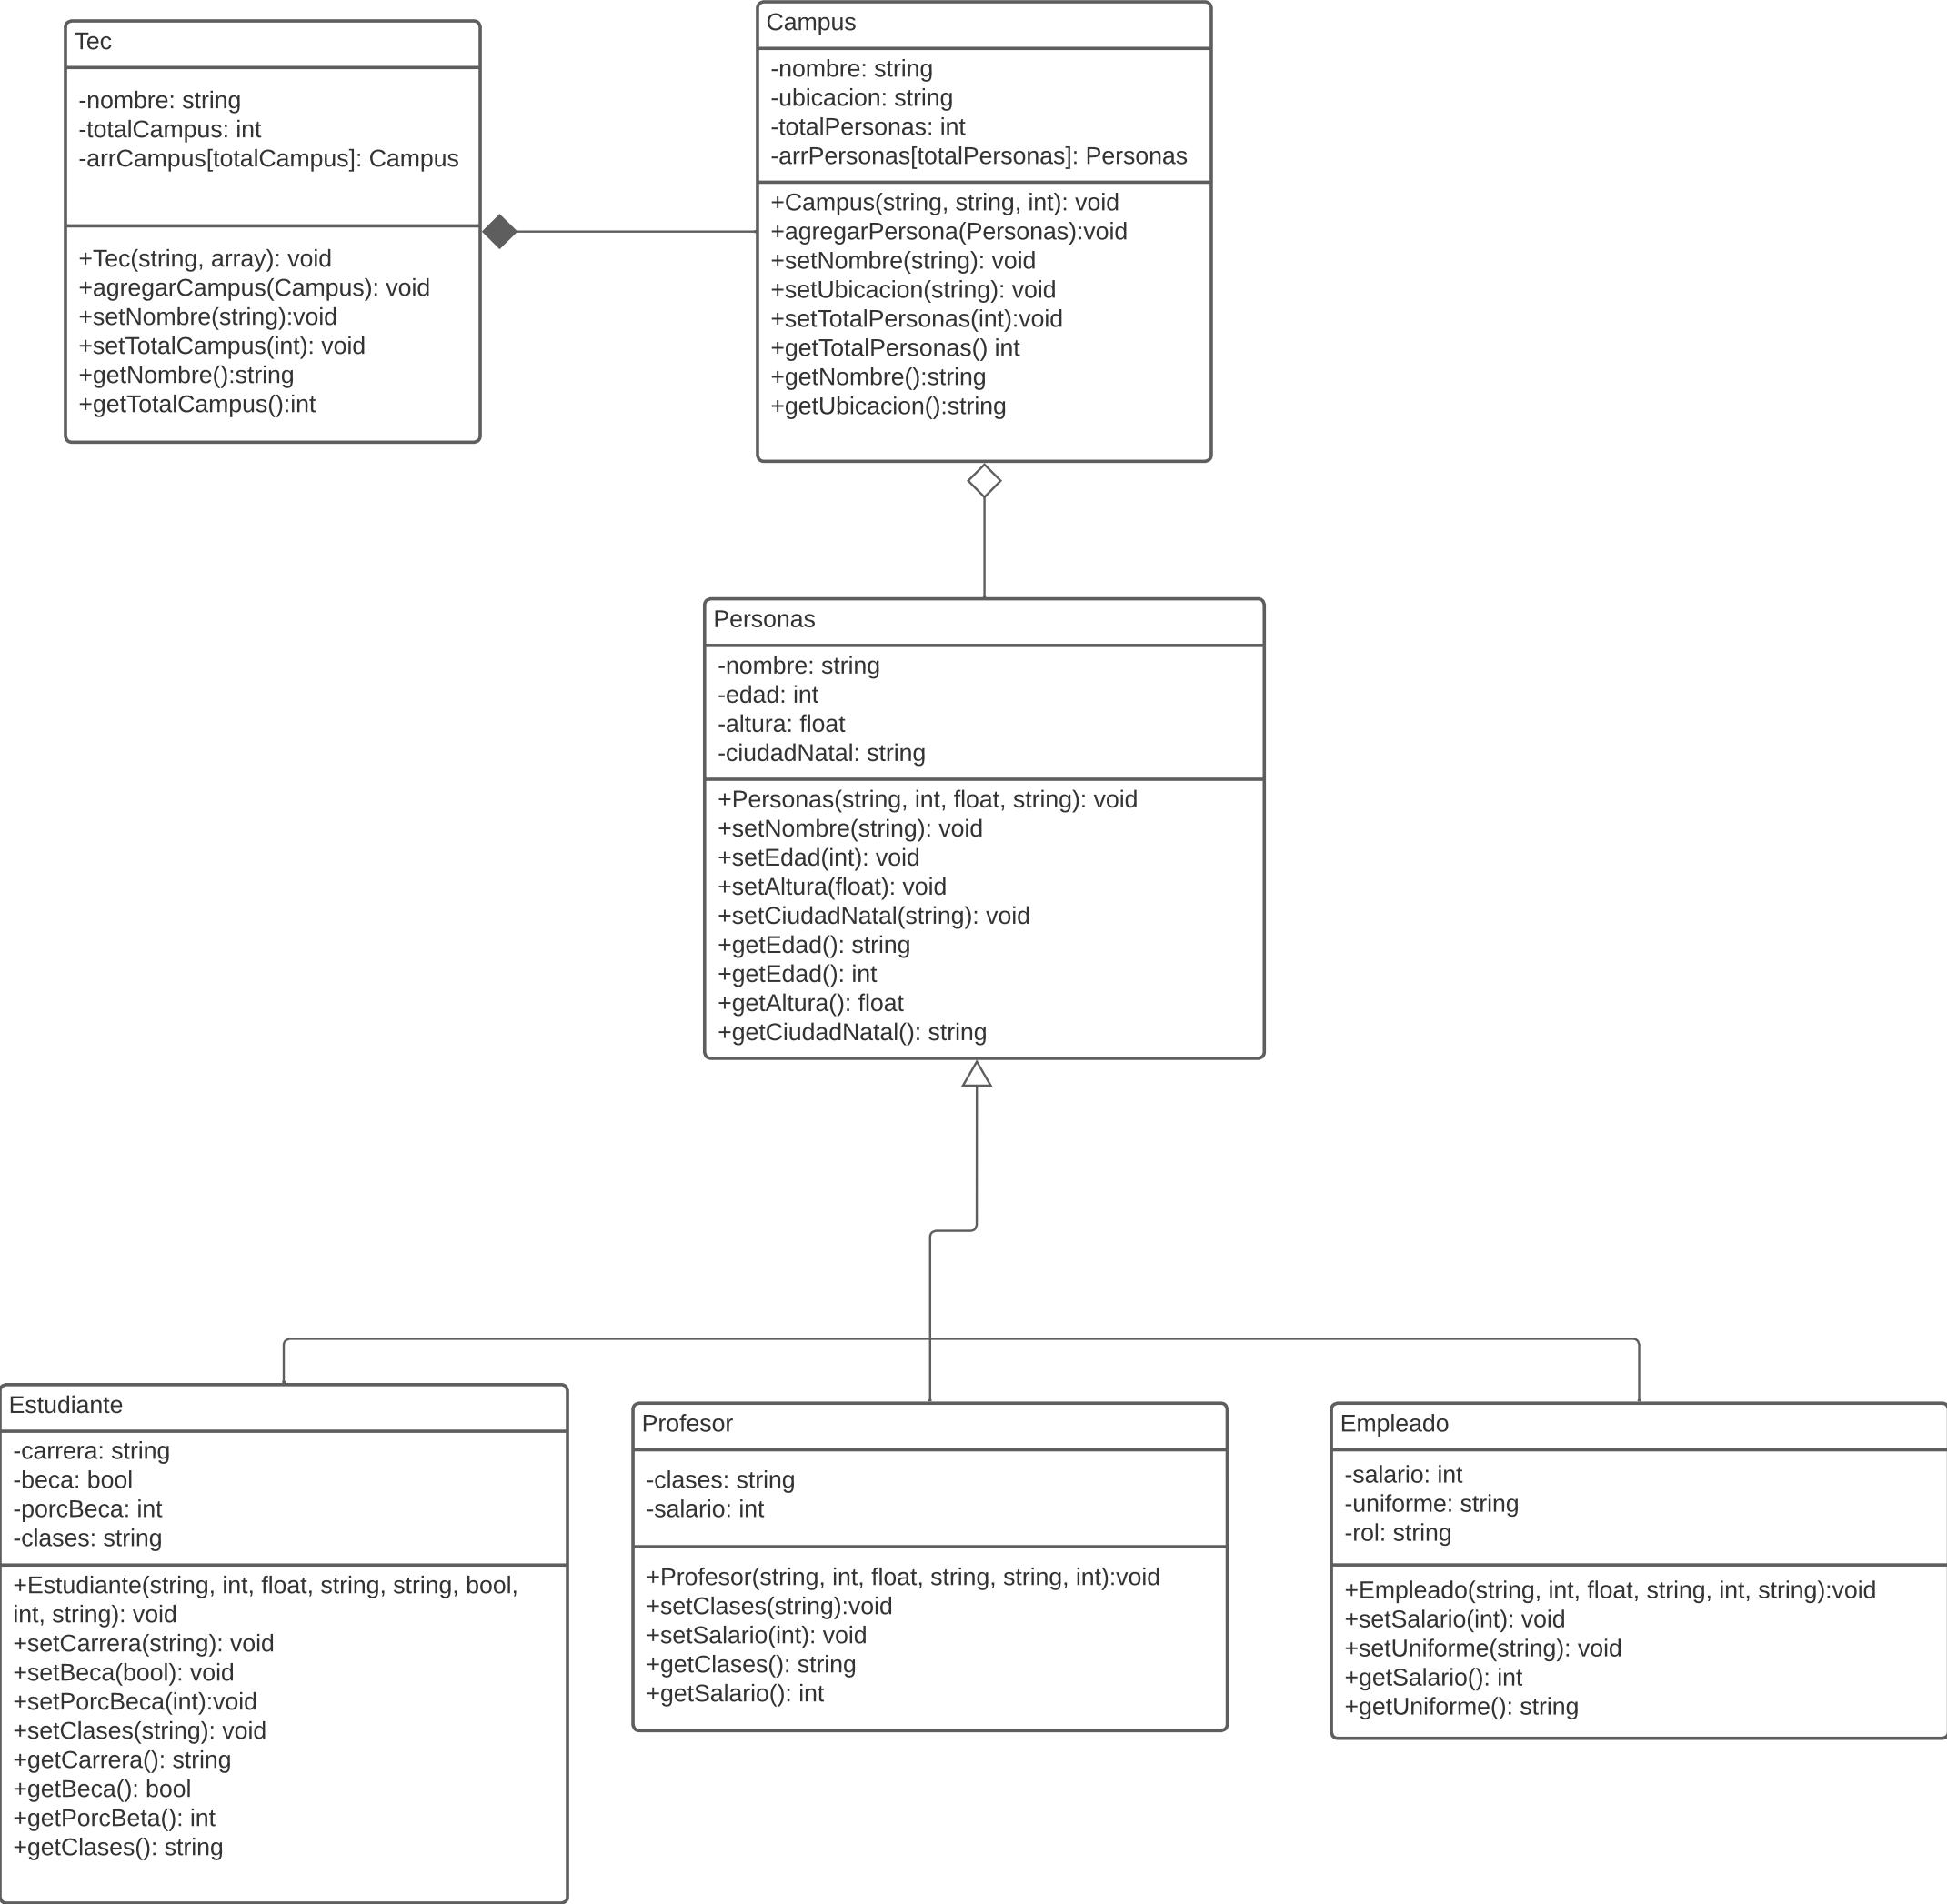 Tec
-nombre: string
-totalCampus: int
-arrCampus[totalCampus]: Campus
+Tec(string, array): void
+agregarCampus(Campus): void
+setNombre(string):void
+setTotalCampus(int): void
+getNombre():string
+getTotalCampus():int
Campus
-nombre: string
-ubicacion: string
-totalPersonas: int
-arrPersonas[totalPersonas]: Personas
+Campus(string, string, int): void
+agregarPersona(Personas):void
+setNombre(string): void
+setUbicacion(string): void
+setTotalPersonas(int):void
+getTotalPersonas() int
+getNombre():string
+getUbicacion():string
Personas
-nombre: string
-edad: int
-altura: float
-ciudadNatal: string
+Personas(string, int, float, string): void
+setNombre(string): void
+setEdad(int): void
+setAltura(float): void
+setCiudadNatal(string): void
+getEdad(): string
+getEdad(): int
+getAltura(): float
+getCiudadNatal(): string
Estudiante
-carrera: string
-beca: bool
-porcBeca: int
-clases: string
+Estudiante(string, int, float, string, string, bool,
int, string): void
+setCarrera(string): void
+setBeca(bool): void
+setPorcBeca(int):void
+setClases(string): void
+getCarrera(): string
+getBeca(): bool
+getPorcBeta(): int
+getClases(): string
Profesor
-clases: string
-salario: int
+Profesor(string, int, float, string, string, int):void
+setClases(string):void
+setSalario(int): void
+getClases(): string
+getSalario(): int
Empleado
-salario: int
-uniforme: string
-rol: string
+Empleado(string, int, float, string, int, string):void
+setSalario(int): void
+setUniforme(string): void
+getSalario(): int
+getUniforme(): string